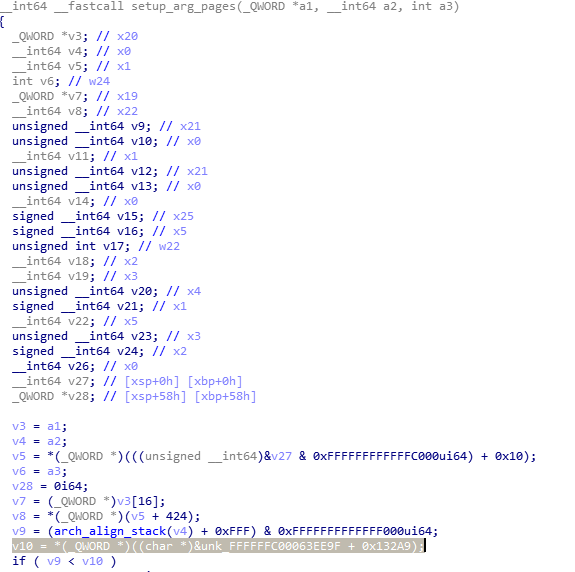 __int64 __fastcall setup_arg_pages(_QWORD *a1, __int64 a2, int a3)
{
_QWORD *v3; // x20
__int64 v4; // x0
__int64 v5; // x1
int v6; // w24
_QWORD *v7; // x19
__int64 v8; // x22
unsigned __int64 v9; // x21
unsigned __int64 v10; // x0
__int64 v11; // x1
unsigned __int64 v12; // x21
unsigned __int64 v13; // x0
__int64 v14; // x0
signed __int64 v15; // x25
signed __int64 v16; // x5
unsigned int v17; // w22
__int64 v18; // x2
__int64 v19; // x3
unsigned __int64 v20; // x4
signed __int64 v21; // x1
__int64 v22; // x5
unsigned __int64 v23; // x3
signed __int64 v24; // x2
__int64 v26; // x0
__int64 v27; // [xsp+0h] [xbp+0h]
_QWORD *v28; // [xsp+58h] [xbp+58h]
v3 = a1;
v4 = a2;
v5 = *(_QWORD *)(((unsigned __int64)&v27 & 0xFFFFFFFFFFFFC000ui64) + 0x10);
v6 = a3;
v28 = 0i64;
v7 = (_QWORD *)v3[16];
v8 = *(_QWORD *)(v5 + 424);
v9 = (arch_align_stack(v4) + 0xFFF) & 0xFFFFFFFFFFFFF000ui64;
v10 = *(_QWORD *)((char *)&unk_FFFFFFC00063EE9F + 0x132A9);
if ( v9 < v10 )